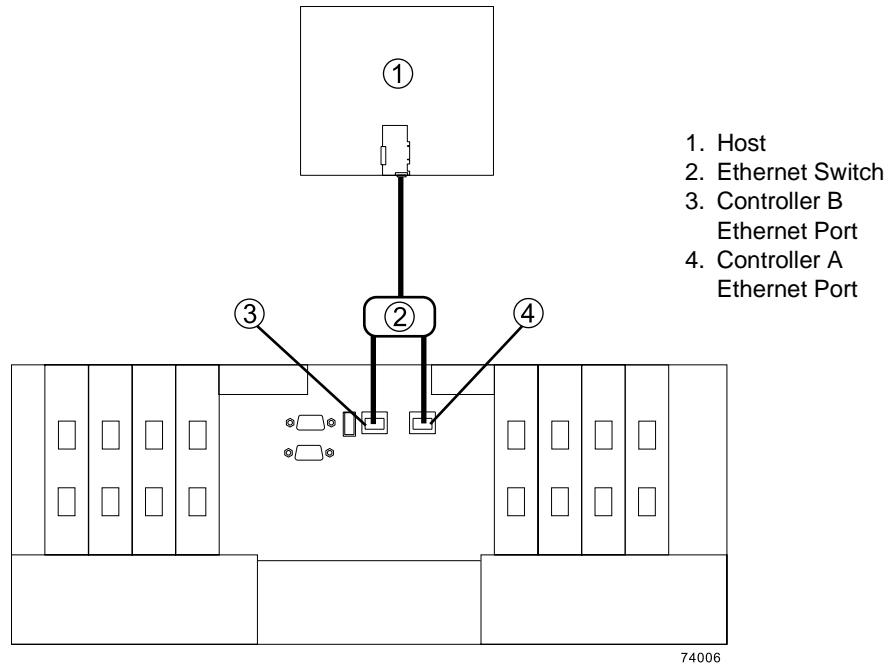 1
1. Host
2. Ethernet Switch
3. Controller B
Ethernet Port
4. Controller A
Ethernet Port
3
2
4
74006